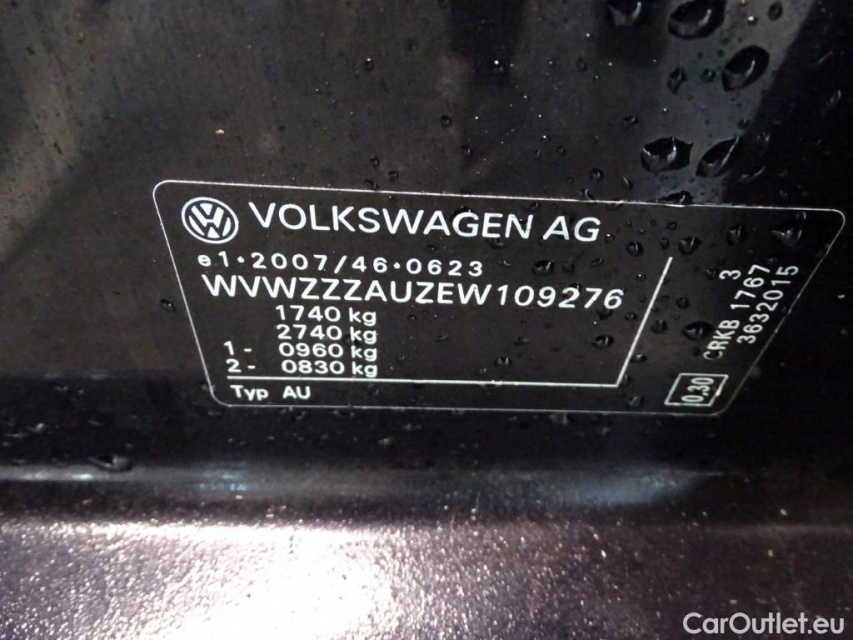 VOLKSWAGEN AG
e1*2007/46*0623
WVWZZZAUZEW109276
1740 kg
2740 kg
1- 0960 kg
2- 0830 kg
Typ AU
3
CRKB 1767
3632015
0,30
CarOutlet.eu